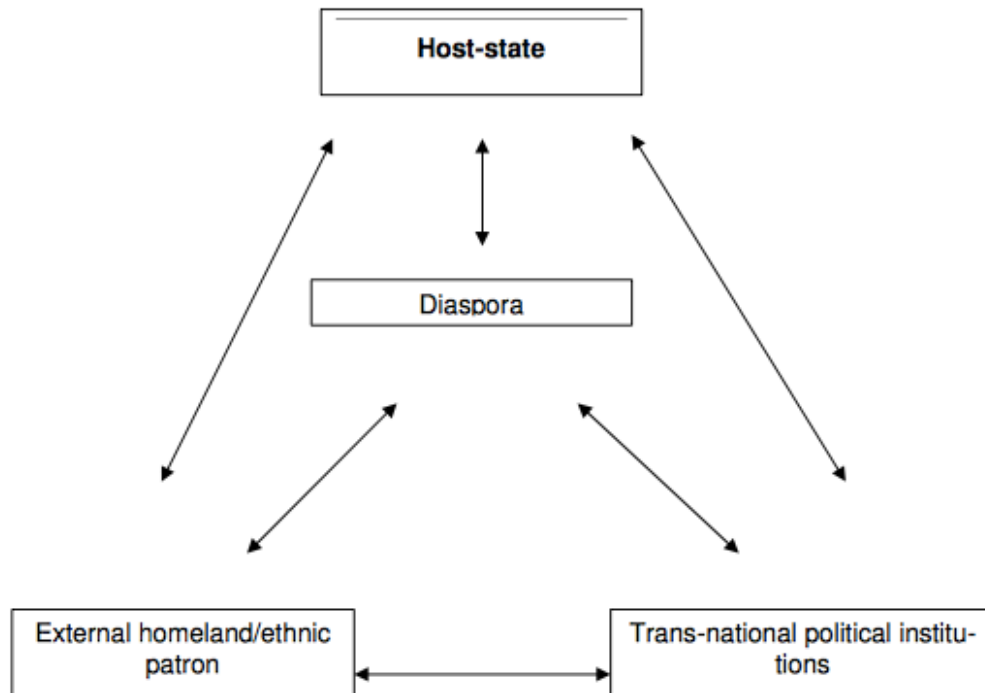 Host-state
Diaspora
External homeland/ethnic
patron
Trans-national political institu-
tions